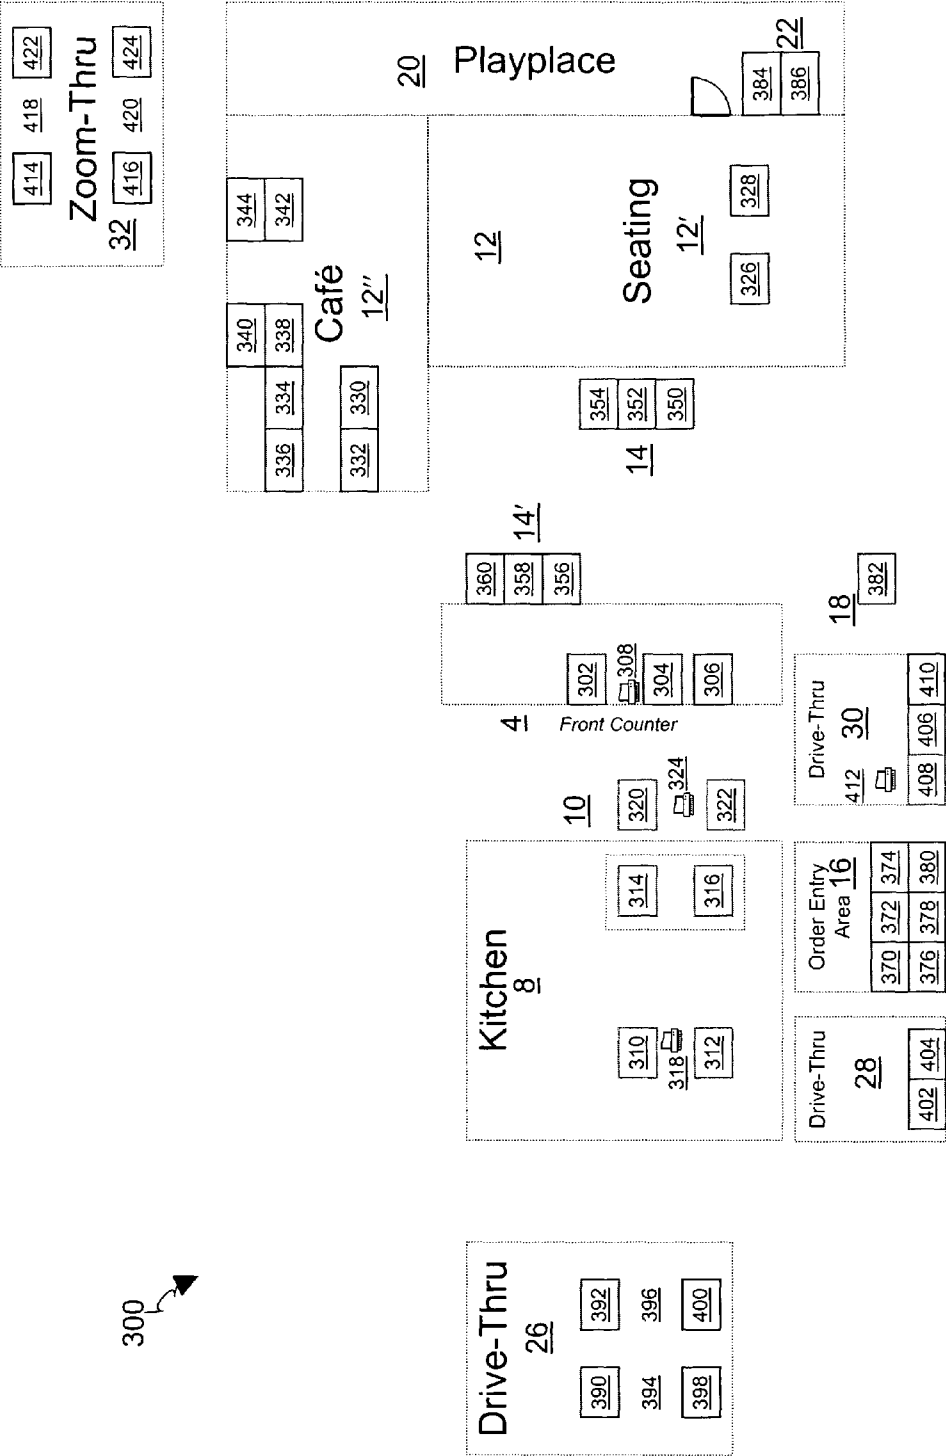 414 418 422
Zoom-Thru
32
416 420 424
300
340 344
336 334 338 342
Café
12″
332 330
20
Playplace
22
384
386
12
Seating
12′
326 328
14′
360
358
356
14
354
352
350
4
Front Counter
302
308
304
306
10
320
324
322
Kitchen
8
314
316
310
318
312
Drive-Thru
26
390 392
394 396
398 400
Drive-Thru
28
402 404
Order Entry
Area 16
370 372 374
376 378 380
Drive-Thru
30
412
408 406 410
18
382